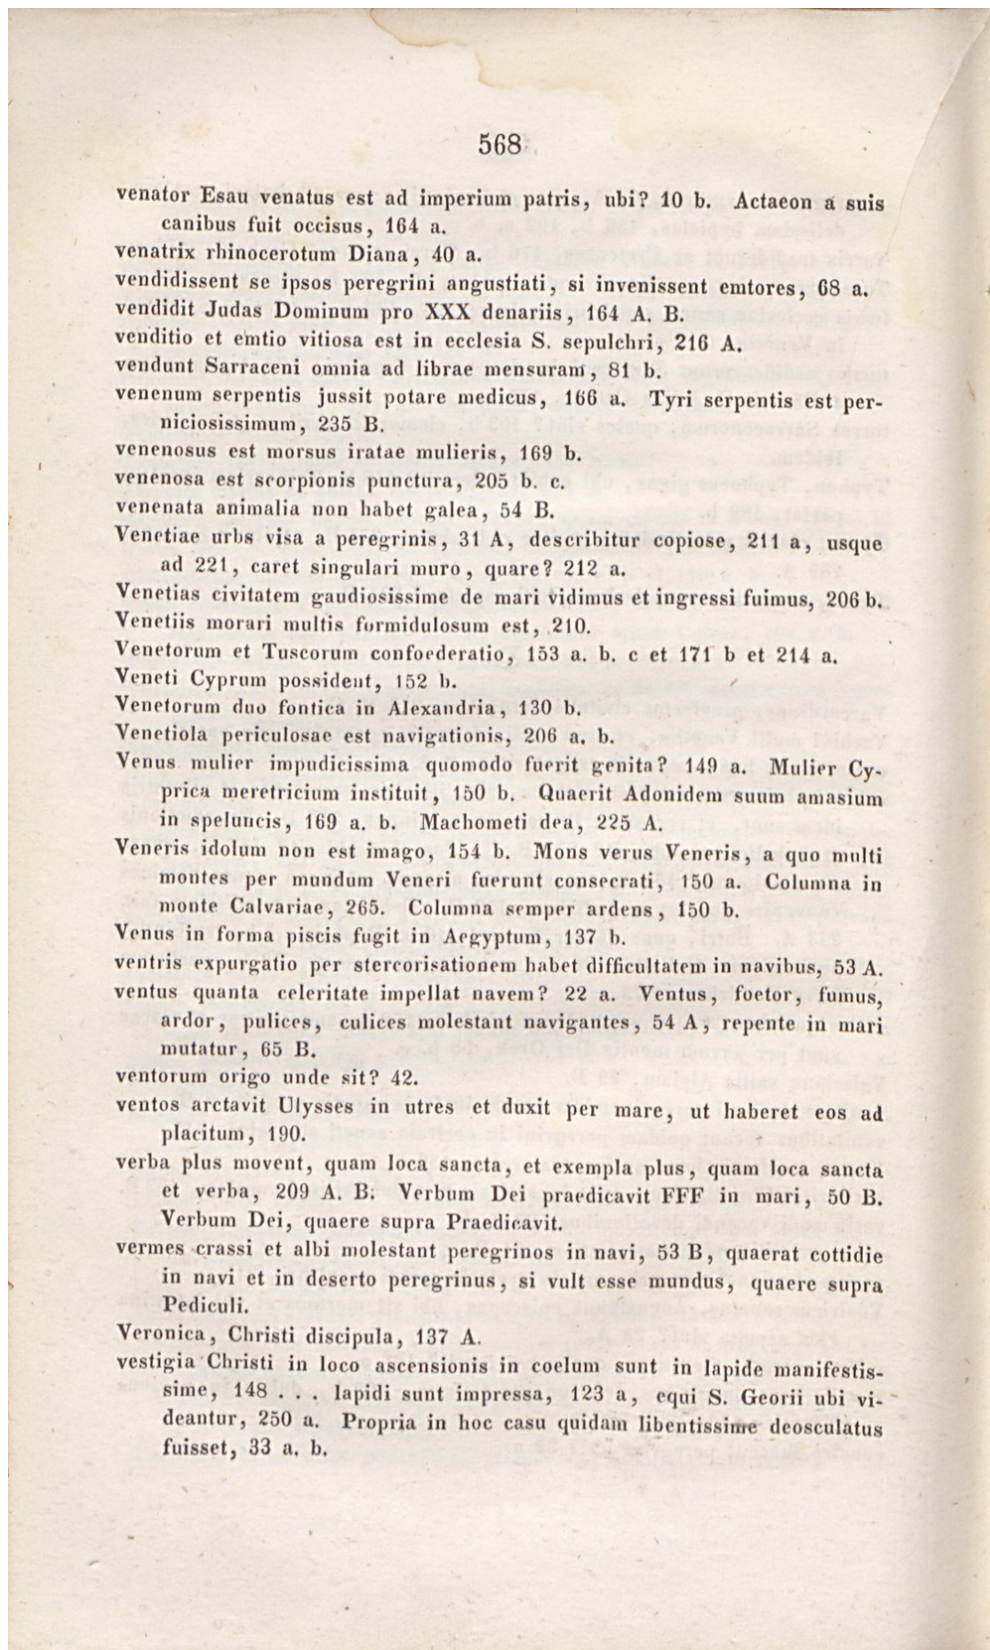 568
venator Esau venatus est ad imperium patris, ubi? 10 b. Actaeon a suis
canibus fuit occisus, 164 a.
venatrix rhinocerotum Diana, 40 a.
vendidissent se ipsos peregrini angustiati, si invenissent emtores, 68 a.
vendidit Judas Dominum pro XXX denariis, 164 A. B.
venditio et emtio vitiosa est in ecclesia S. sepulchri, 216 A.
vendunt Sarraceni omnia ad librae mensuram, 81 b.
venenum serpentis jussit potare medicus, 166 a. Tyri serpentis est per-
niciosissimum, 235 B.
venenosus est morsus iratae mulieris, 169 b.
venenosa est scorpionis punctura, 205 b. c.
venenata animalia non habet galea, 54 B.
Venetiae urbs visa a peregrinis, 31 A, describitur copiose, 211 a, usque
ad 221, caret singulari muro, quare? 212 a.
Venetias civitatem gaudiosissime de mari vidimus et ingressi fuimus, 206 b.
Venetiis morari multis formidulosum est, 210.
Venetorum et Tuscorum confoederatio, 153 a. b. c et 171 b et 214 a.
Veneti Cyprum possident, 152 b.
Venetorum duo fontica in Alexandria, 130 b.
Venetiola periculosae est navigationis, 206 a. b.
Venus mulier impudicissima quomodo fuerit genita? 149 a. Mulier Cy-
prica meretricium instituit, 150 b. Quaerit Adonidem suum amasium
in speluncis, 169 a. b. Machometi dea, 225 A.
Veneris idolum non est imago, 154 b. Mons verus Veneris, a quo multi
montes per mundum Veneri fuerunt consecrati, 150 a. Columna in
monte Calvariae, 265. Columna semper ardens, 150 b.
Venus in forma piscis fugit in Aegyptum, 137 b.
ventris expurgatio per stercorisationem habet difficultatem in navibus, 53 A.
ventus quanta celeritate impellat navem? 22 a. Ventus, foetor, fumus,
ardor, pulices, culices molestant navigantes, 54 A, repente in mari
mutatur, 65 B.
ventorum origo unde sit? 42.
ventos arctavit Ulysses in utres et duxit per mare, ut haberet eos ad
placitum, 190.
verba plus movent, quam loca sancta, et exempla plus, quam loca sancta
et verba, 209 A. B. Verbum Dei praedicavit FFF in mari, 50 B.
Verbum Dei, quaere supra Praedicavit.
vermes crassi et albi molestant peregrinos in navi, 53 B, quaerat cottidie
in navi et in deserto peregrinus, si vult esse mundus, quaere supra
Pediculi.
Veronica, Christi discipula, 137 A.
vestigia Christi in loco ascensionis in coelum sunt in lapide manifestis-
sime, 148 . . . lapidi sunt impressa, 123 a, equi S. Georii ubi vi-
deantur, 250 a. Propria in hoc casu quidam libentissime deosculatus
fuisset, 33 a. b.